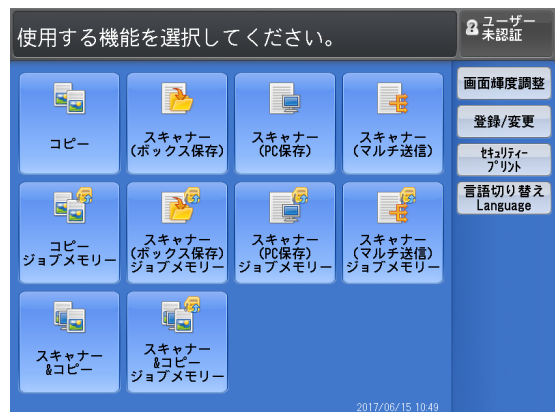 使用する機能を選択してください。
ユーザー
未認証
画面輝度調整
登録/変更
セキュリティー
プリント
言語切り替え
Language
コピー
スキャナー
(ボックス保存)
スキャナー
(PC保存)
スキャナー
(マルチ送信)
コピー
ジョブメモリー
スキャナー
(ボックス保存)
ジョブメモリー
スキャナー
(PC保存)
ジョブメモリー
スキャナー
(マルチ送信)
ジョブメモリー
スキャナー
&コピー
スキャナー
&コピー
ジョブメモリー
2017/06/15 10:49